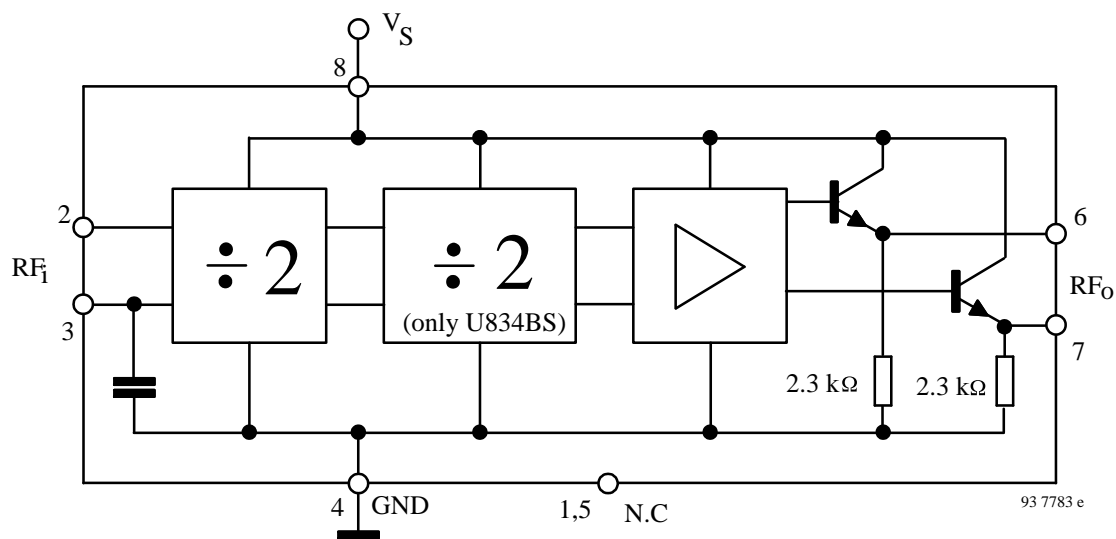 V_S
8
2
RF_i
3
÷ 2
÷ 2
(only U834BS)
6
RF_o
7
2.3 kΩ
2.3 kΩ
4
GND
1,5
N.C
93 7783 e